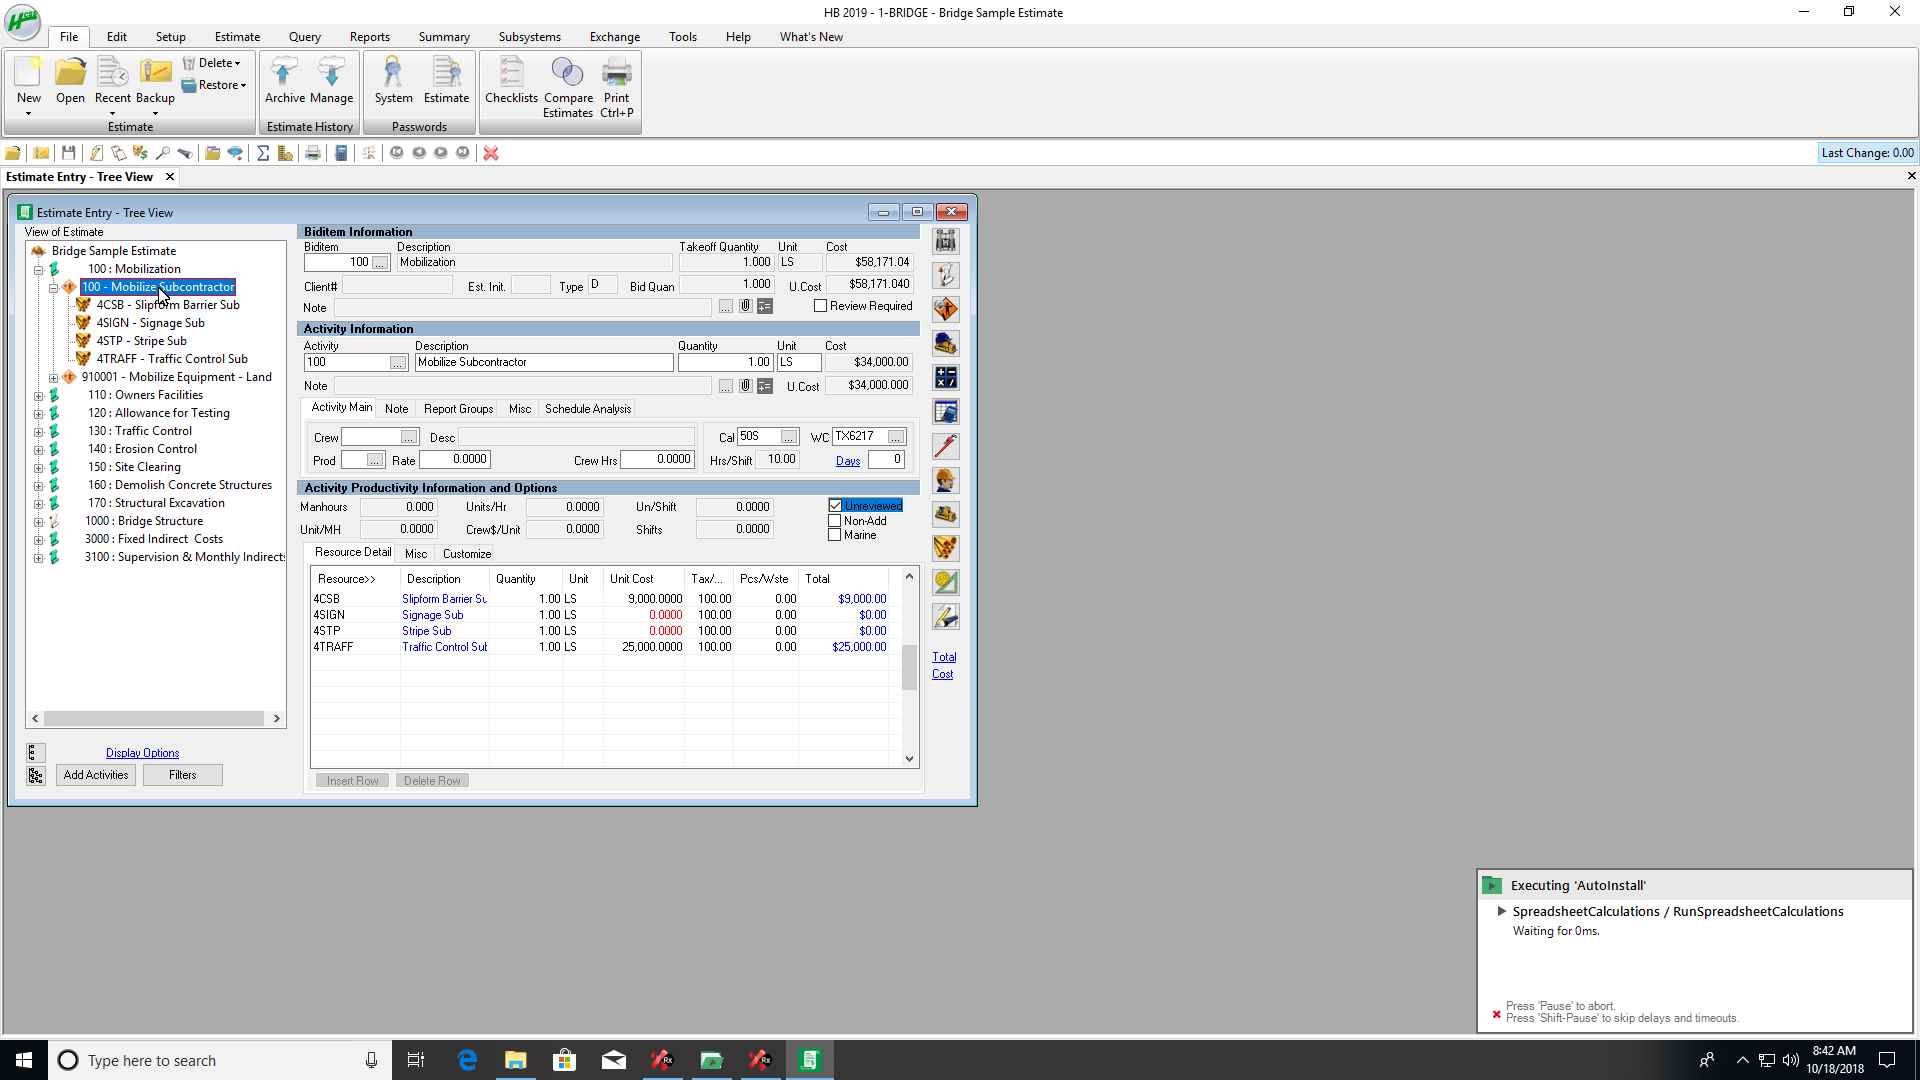 HB 2019 - 1-BRIDGE - Bridge Sample Estimate
File Edit Setup Estimate Query Reports Summary Subsystems Exchange Tools Help What's New
New Open Recent Backup Delete Restore
Archive Manage System Estimate Checklists Compare Estimates Print Ctrl+P
Estimate Estimate History Passwords
Last Change: 0.00
Estimate Entry - Tree View
Estimate Entry - Tree View
View of Estimate
Bridge Sample Estimate
100 : Mobilization
100 - Mobilize Subcontractor
4CSB - Slipform Barrier Sub
4SIGN - Signage Sub
4STP - Stripe Sub
4TRAFF - Traffic Control Sub
910001 - Mobilize Equipment - Land
110 : Owners Facilities
120 : Allowance for Testing
130 : Traffic Control
140 : Erosion Control
150 : Site Clearing
160 : Demolish Concrete Structures
170 : Structural Excavation
1000 : Bridge Structure
3000 : Fixed Indirect Costs
3100 : Supervision & Monthly Indirects
Display Options
Add Activities Filters
Biditem Information
Biditem Description Takeoff Quantity Unit Cost
100 ... Mobilization 1.000 LS $58,171.04
Client# Est. Init. Type D Bid Quan 1.000 U.Cost $58,171.040
Note ... Review Required
Activity Information
Activity Description Quantity Unit Cost
100 ... Mobilize Subcontractor 1.00 LS $34,000.00
Note ... U.Cost $34,000.000
Activity Main Note Report Groups Misc Schedule Analysis
Crew ... Desc Cal 50S ... WC TX6217 ...
Prod ... Rate 0.0000 Crew Hrs 0.0000 Hrs/Shift 10.00 Days 0
Activity Productivity Information and Options
Manhours 0.000 Units/Hr 0.0000 Un/Shift 0.0000 Unreviewed
Non-Add
Unit/MH 0.0000 Crew$/Unit 0.0000 Shifts 0.0000 Marine
Resource Detail Misc Customize
Resource>> Description Quantity Unit Unit Cost Tax/... Pcs/Wste Total
4CSB Slipform Barrier Su 1.00 LS 9,000.0000 100.00 0.00 $9,000.00
4SIGN Signage Sub 1.00 LS 0.0000 100.00 0.00 $0.00
4STP Stripe Sub 1.00 LS 0.0000 100.00 0.00 $0.00
4TRAFF Traffic Control Sub 1.00 LS 25,000.0000 100.00 0.00 $25,000.00
Insert Row Delete Row
Total
Cost
Executing 'AutoInstall'
SpreadsheetCalculations / RunSpreadsheetCalculations
Waiting for 0ms.
Press 'Pause' to abort.
Press 'Shift-Pause' to skip delays and timeouts.
Type here to search
8:42 AM
10/18/2018